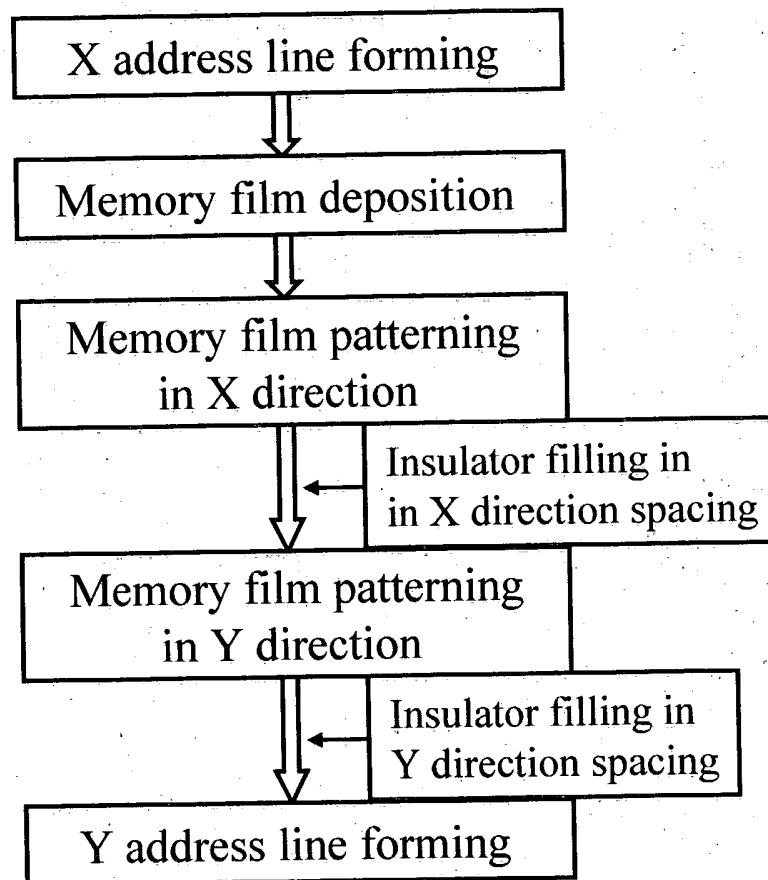 X address line forming
Memory film deposition
Memory film patterning
in X direction
Insulator filling in
in X direction spacing
Memory film patterning
in Y direction
Insulator filling in
Y direction spacing
Y address line forming